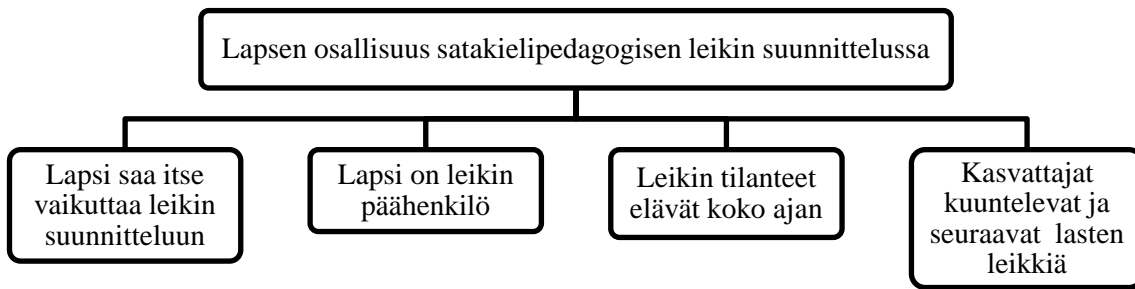 Lapsen osallisuus satakielipedagogisen leikin suunnittelussa
Lapsi saa itse
vaikuttaa leikin
suunnitteluun
Lapsi on leikin
päähenkilö
Leikin tilanteet
elävät koko ajan
Kasvattajat
kuuntelevat ja
seuraavat lasten
leikkiä